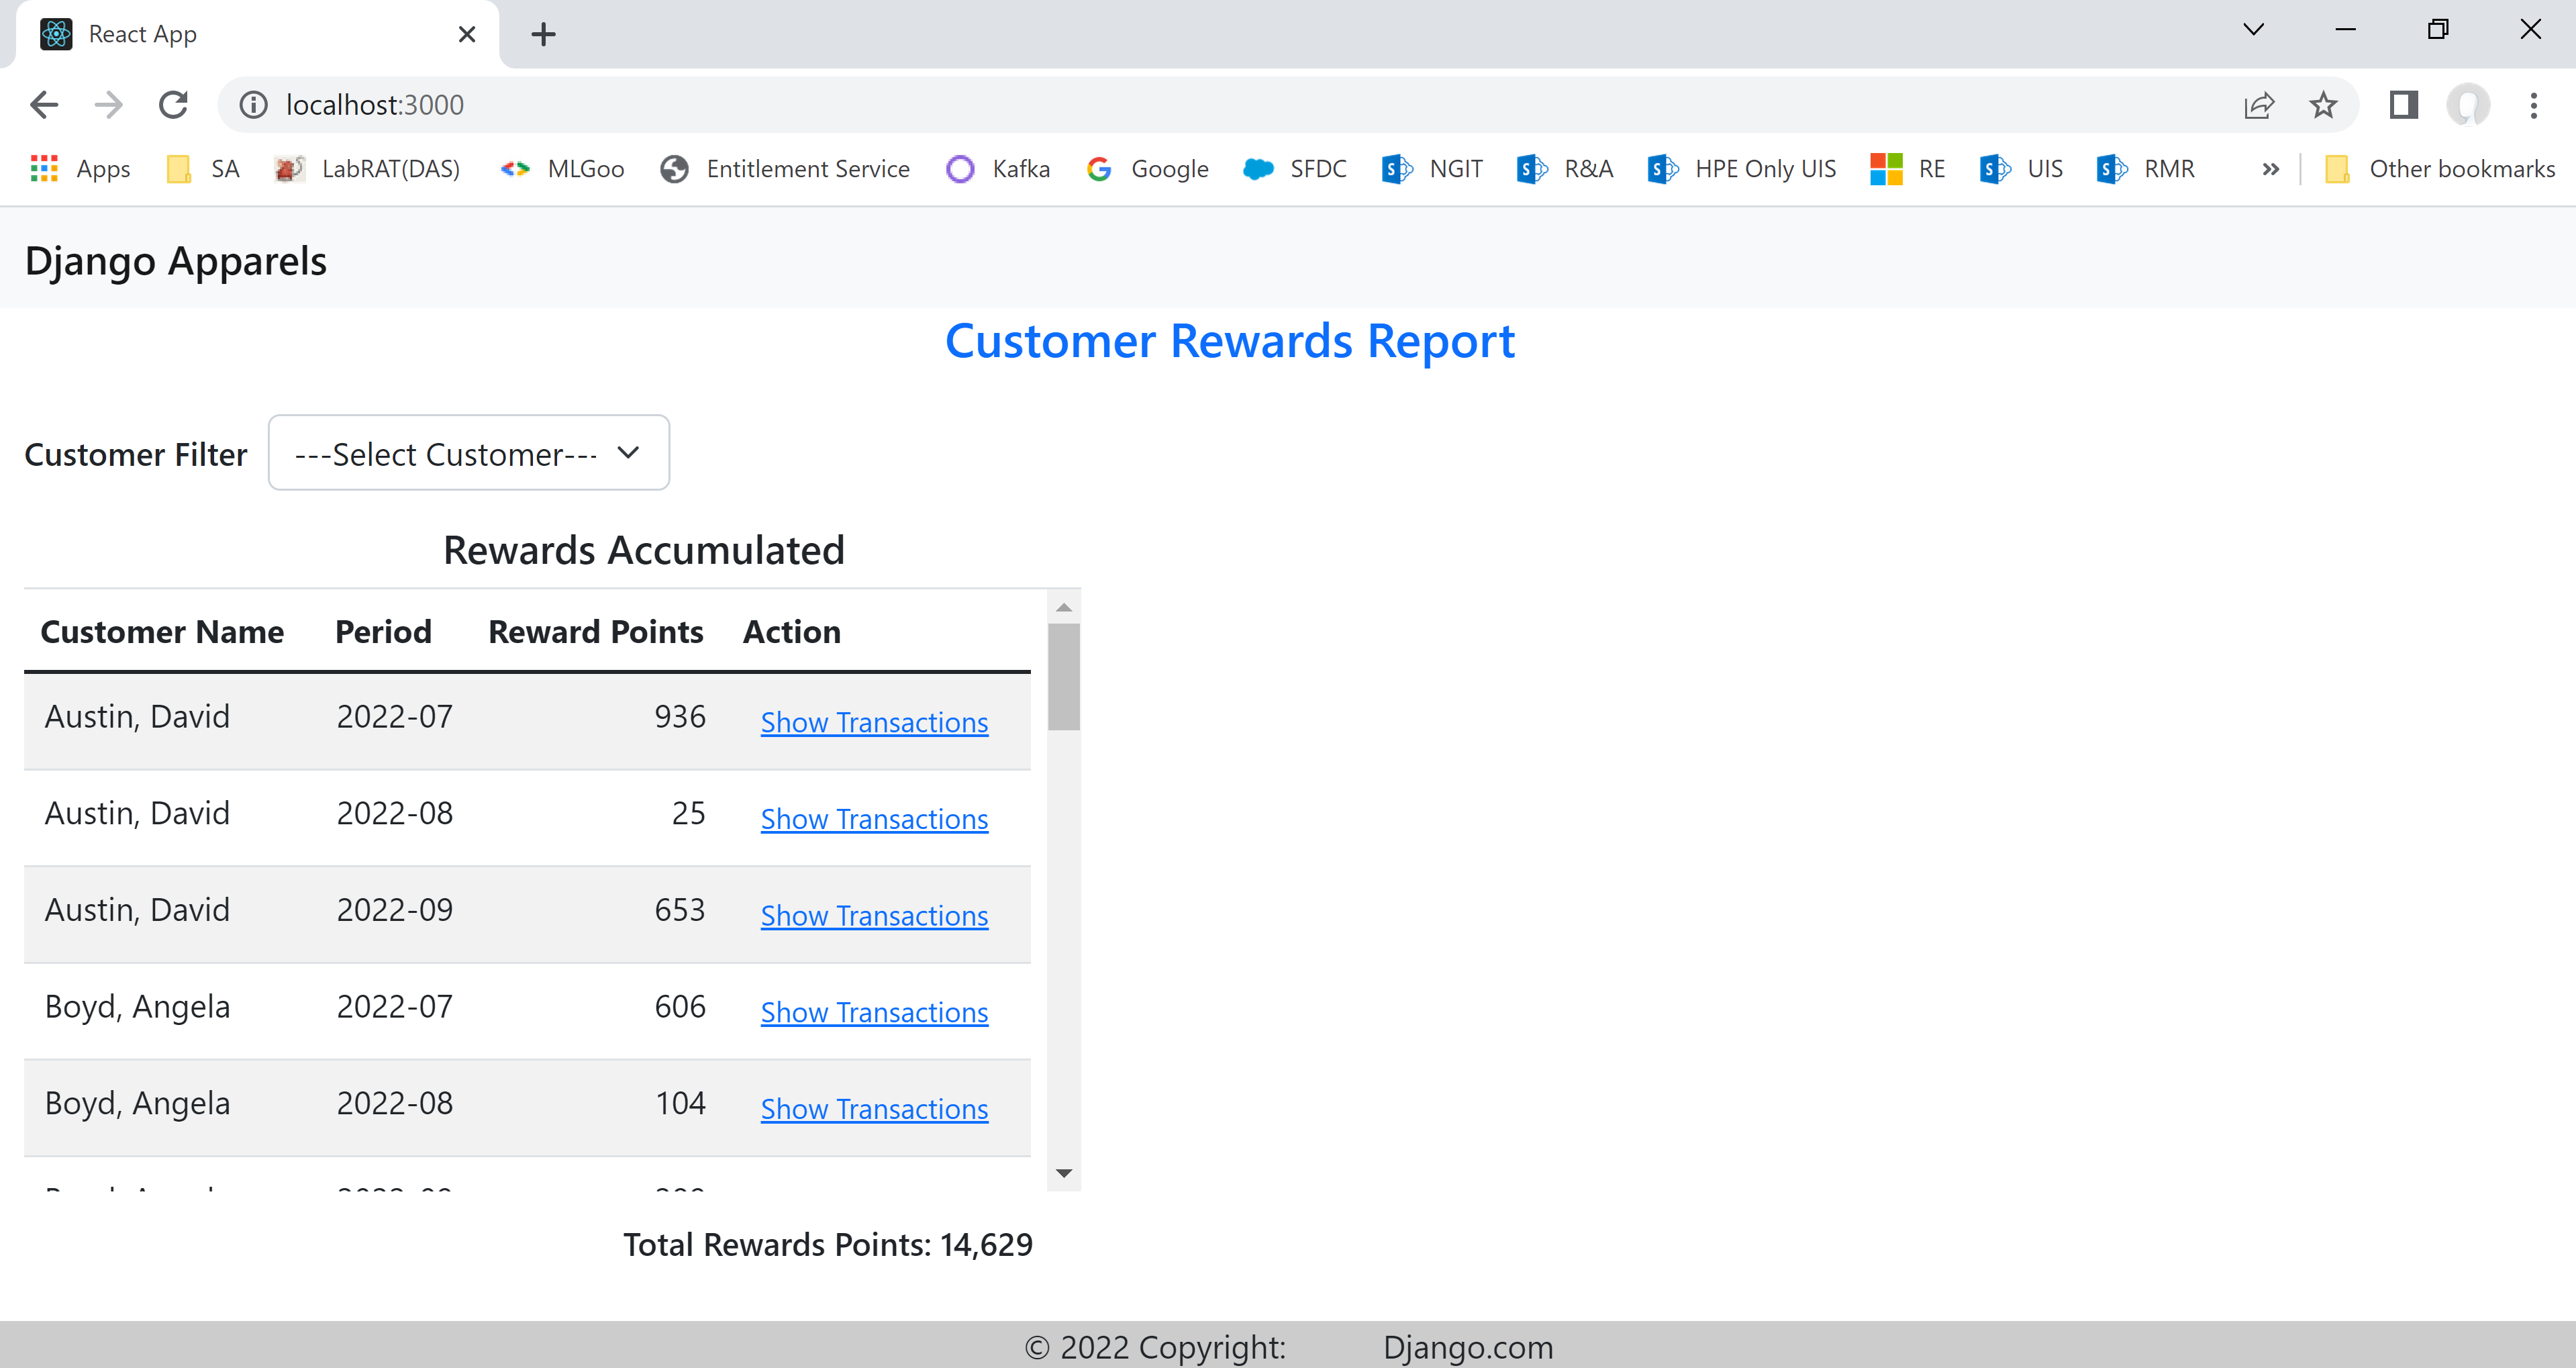 React App
localhost:3000
Apps SA LabRAT(DAS) MLGoo Entitlement Service Kafka Google SFDC NGIT R&A HPE Only UIS RE UIS RMR » Other bookmarks
Django Apparels
Customer Rewards Report
Customer Filter ---Select Customer---
Rewards Accumulated
Customer Name Period Reward Points Action
Austin, David 2022-07 936 Show Transactions
Austin, David 2022-08 25 Show Transactions
Austin, David 2022-09 653 Show Transactions
Boyd, Angela 2022-07 606 Show Transactions
Boyd, Angela 2022-08 104 Show Transactions
Total Rewards Points: 14,629
© 2022 Copyright: Django.com